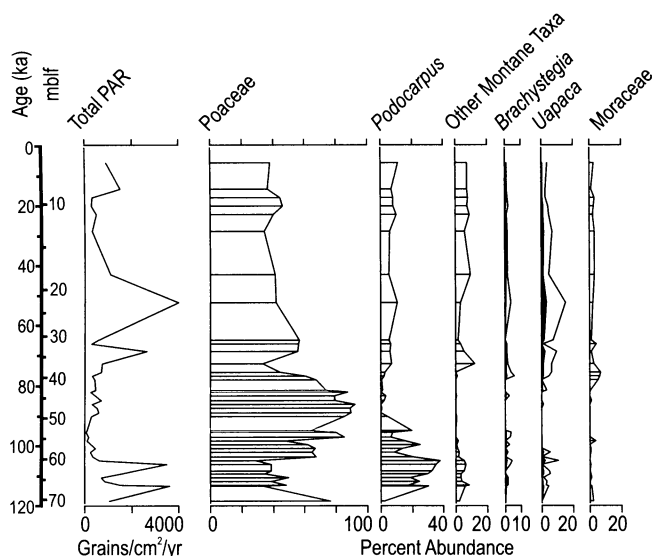 Age (ka)
mblf
Total PAR
Poaceae
Podocarpus
Other Montane Taxa
Brachystegia
Uapaca
Moraceae
0
20
40
60
80
100
120
10
20
30
40
50
60
70
0 4000
0 100
0 20 40
0 20
0 10
0 20
0 20
Grains/cm²/yr
Percent Abundance